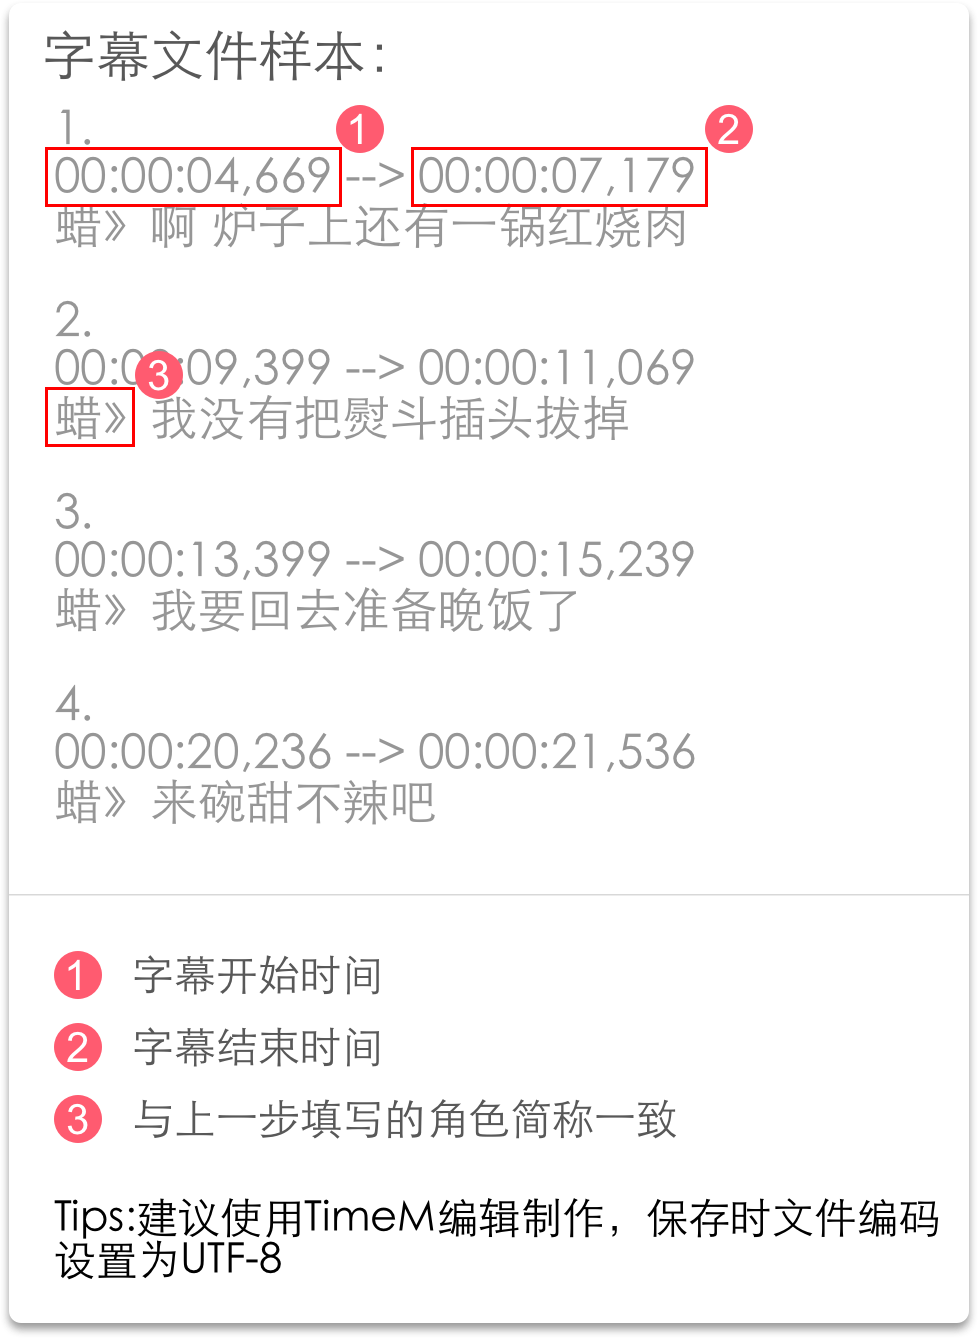 字幕文件样本：
1.
1
2
00:00:04,669 --> 00:00:07,179
蜡》啊 炉子上还有一锅红烧肉
2.
00:00:09,399 --> 00:00:11,069
3
蜡》我没有把熨斗插头拔掉
3.
00:00:13,399 --> 00:00:15,239
蜡》我要回去准备晚饭了
4.
00:00:20,236 --> 00:00:21,536
蜡》来碗甜不辣吧
1 字幕开始时间
2 字幕结束时间
3 与上一步填写的角色简称一致
Tips:建议使用TimeM编辑制作，保存时文件编码
设置为UTF-8